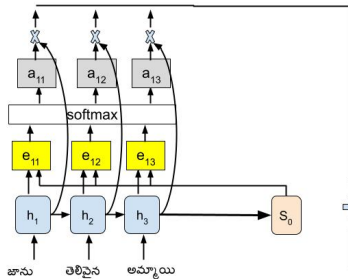 x x x
a11 a12 a13
softmax
e11 e12 e13
h1 h2 h3 S0
జాను తెలివైన అమ్మాయి